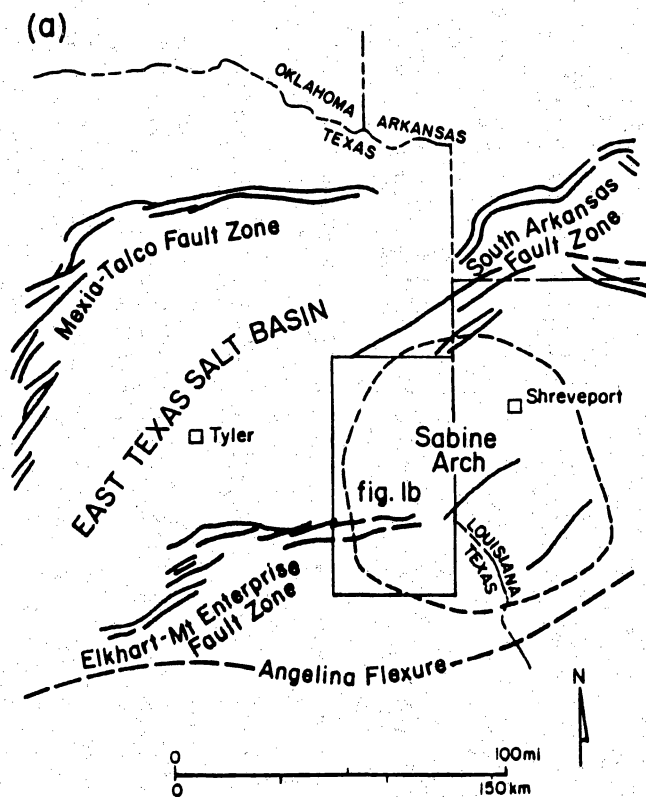 (a)
OKLAHOMA
TEXAS
ARKANSAS
Mexia-Talco Fault Zone
South Arkansas
Fault Zone
EAST TEXAS SALT BASIN
Tyler
Shreveport
Sabine
Arch
fig. 1b
LOUISIANA
TEXAS
Elkhart-Mt Enterprise
Fault Zone
Angelina Flexure
N
0
100mi
0
150km